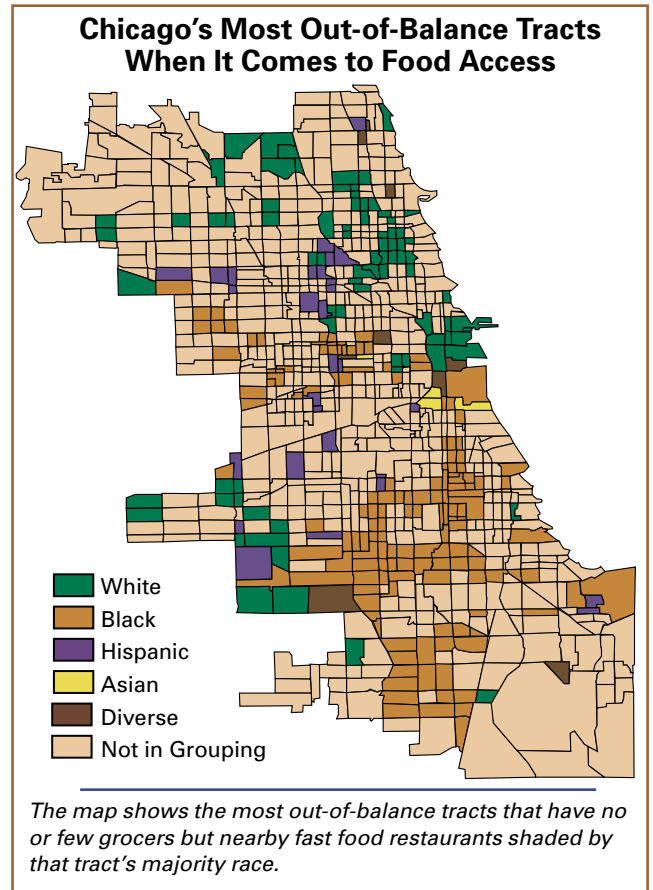 Chicago's Most Out-of-Balance Tracts
When It Comes to Food Access
White
Black
Hispanic
Asian
Diverse
Not in Grouping
The map shows the most out-of-balance tracts that have no
or few grocers but nearby fast food restaurants shaded by
that tract's majority race.